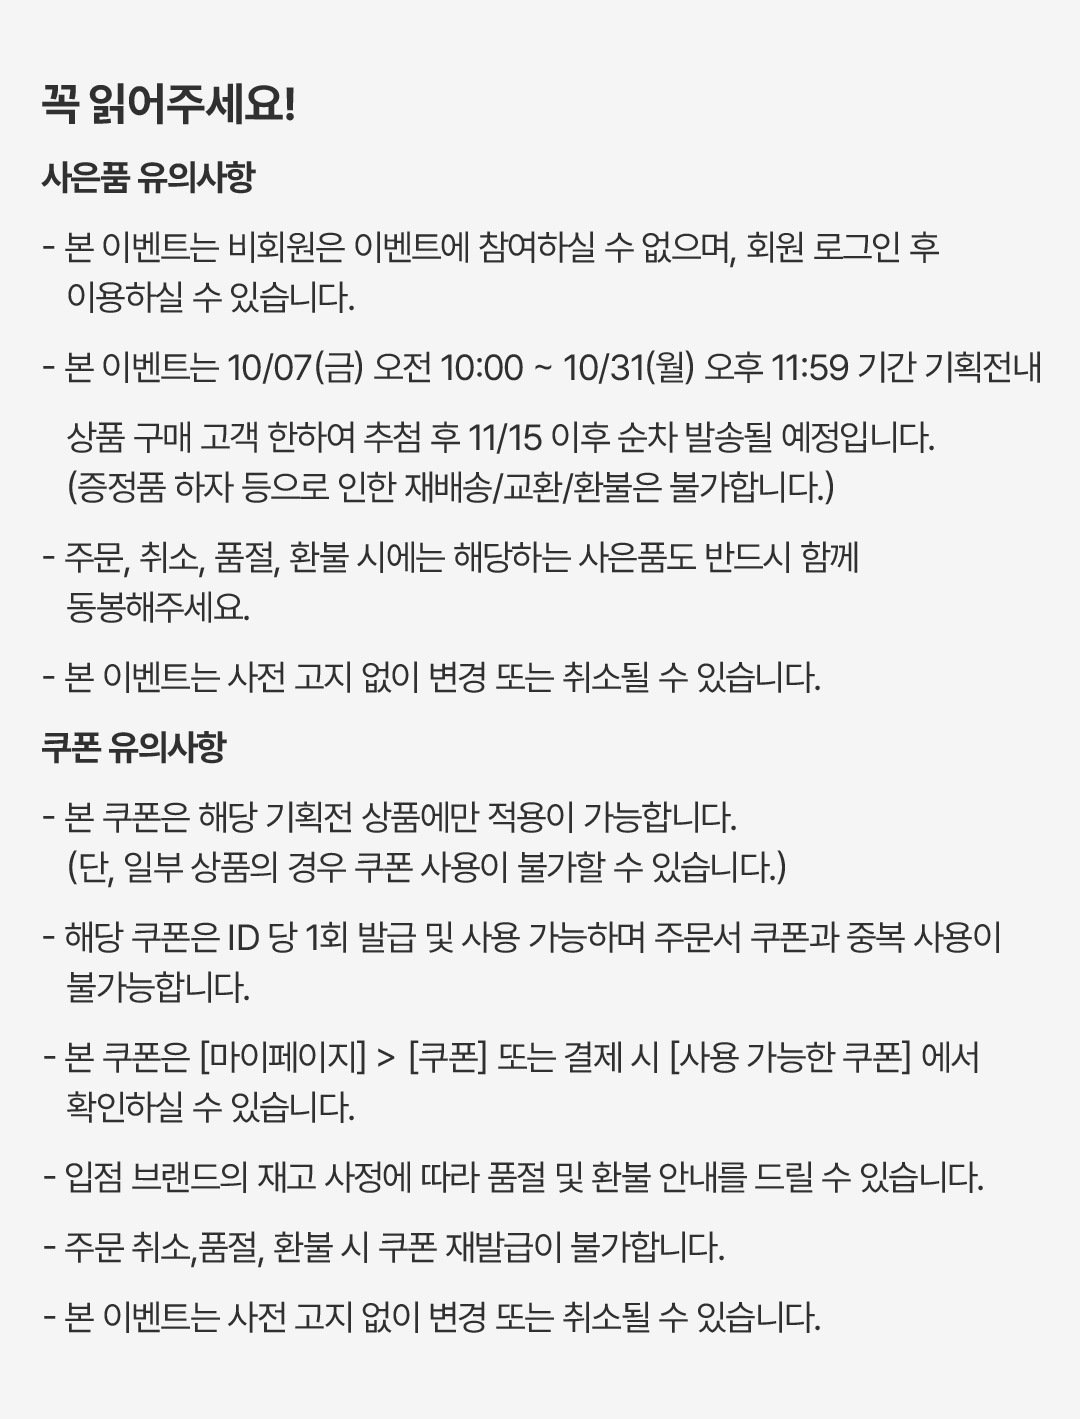 꼭 읽어주세요!
사은품 유의사항
- 본 이벤트는 비회원은 이벤트에 참여하실 수 없으며, 회원 로그인 후
이용하실 수 있습니다.
- 본 이벤트는 10/07(금) 오전 10:00 ~ 10/31(월) 오후 11:59 기간 기획전내
상품 구매 고객 한하여 추첨 후 11/15 이후 순차 발송될 예정입니다.
(증정품 하자 등으로 인한 재배송/교환/환불은 불가합니다.)
- 주문, 취소, 품절, 환불 시에는 해당하는 사은품도 반드시 함께
동봉해주세요.
- 본 이벤트는 사전 고지 없이 변경 또는 취소될 수 있습니다.
쿠폰 유의사항
- 본 쿠폰은 해당 기획전 상품에만 적용이 가능합니다.
(단, 일부 상품의 경우 쿠폰 사용이 불가할 수 있습니다.)
- 해당 쿠폰은 ID 당 1회 발급 및 사용 가능하며 주문서 쿠폰과 중복 사용이
불가능합니다.
- 본 쿠폰은 [마이페이지] > [쿠폰] 또는 결제 시 [사용 가능한 쿠폰] 에서
확인하실 수 있습니다.
- 입점 브랜드의 재고 사정에 따라 품절 및 환불 안내를 드릴 수 있습니다.
- 주문 취소,품절, 환불 시 쿠폰 재발급이 불가합니다.
- 본 이벤트는 사전 고지 없이 변경 또는 취소될 수 있습니다.